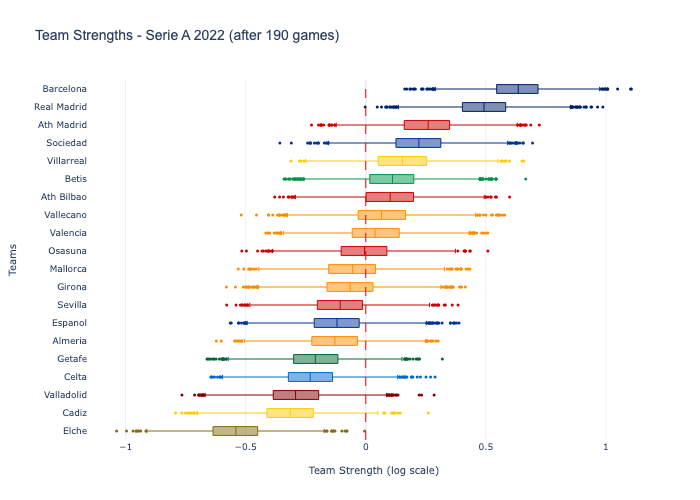 Team Strengths - Serie A 2022 (after 190 games)
Barcelona
Real Madrid
Ath Madrid
Sociedad
Villarreal
Betis
Ath Bilbao
Vallecano
Valencia
Osasuna
Mallorca
Girona
Sevilla
Espanol
Almeria
Getafe
Celta
Valladolid
Cadiz
Elche
Teams
−1
−0.5
0
0.5
1
Team Strength (log scale)